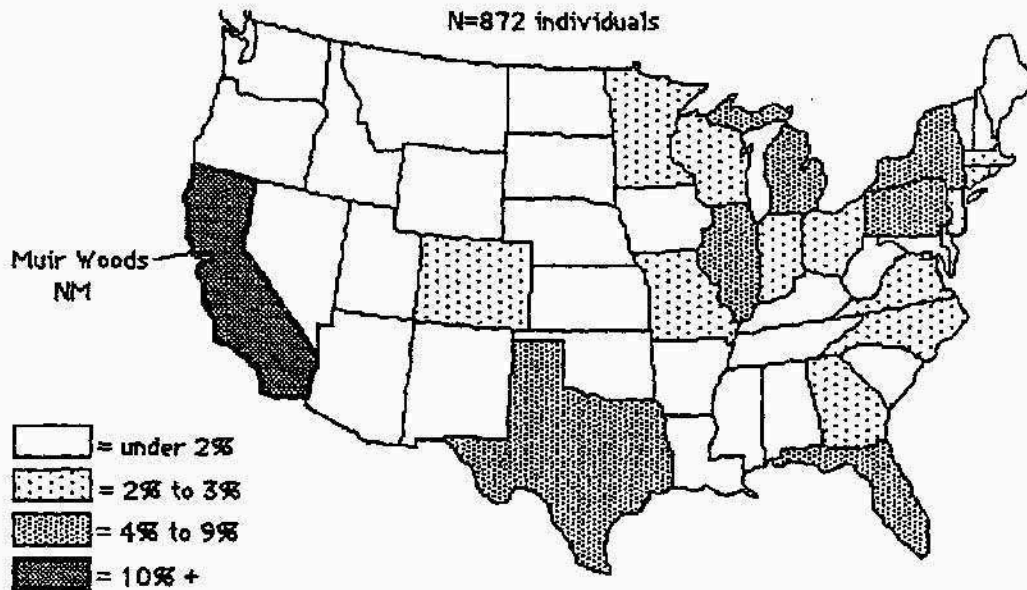 N=872 individuals
Muir Woods
NM
= under 2%
= 2% to 3%
= 4% to 9%
= 10% +